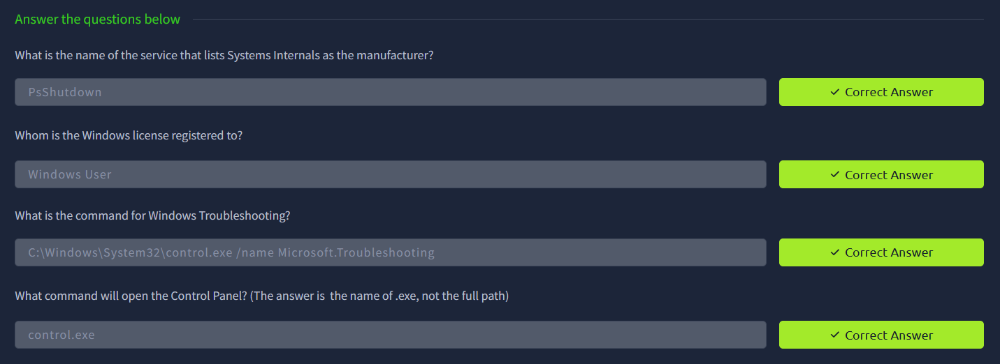 Answer the questions below
What is the name of the service that lists Systems Internals as the manufacturer?
PsShutdown
✓ Correct Answer
Whom is the Windows license registered to?
Windows User
✓ Correct Answer
What is the command for Windows Troubleshooting?
C:\Windows\System32\control.exe /name Microsoft.Troubleshooting
✓ Correct Answer
What command will open the Control Panel? (The answer is  the name of .exe, not the full path)
control.exe
✓ Correct Answer